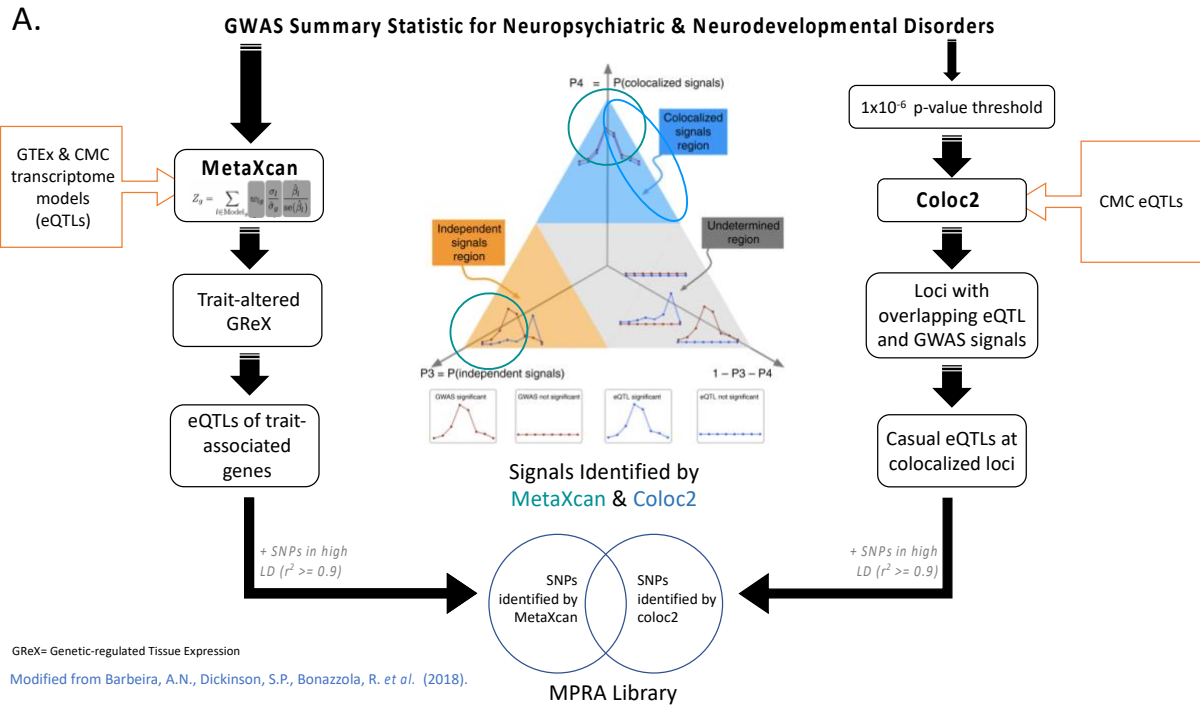 A.
GWAS Summary Statistic for Neuropsychiatric & Neurodevelopmental Disorders
GTEx & CMC
transcriptome
models
(eQTLs)
MetaXcan
Trait-altered
GReX
eQTLs of trait-
associated
genes
+ SNPs in high
LD (r² >= 0.9)
P4 = P(colocalized signals)
Colocalized
signals
region
Independent
signals
region
Undetermined
region
P3 = P(independent signals)
1 – P3 – P4
GWAS significant
GWAS not significant
eQTL significant
eQTL not significant
Signals Identified by
MetaXcan & Coloc2
1x10⁻⁶ p-value threshold
Coloc2
CMC eQTLs
Loci with
overlapping eQTL
and GWAS signals
Casual eQTLs at
colocalized loci
+ SNPs in high
LD (r² >= 0.9)
SNPs
identified by
MetaXcan
SNPs
identified by
coloc2
MPRA Library
GReX= Genetic-regulated Tissue Expression
Modified from Barbeira, A.N., Dickinson, S.P., Bonazzola, R. et al. (2018).